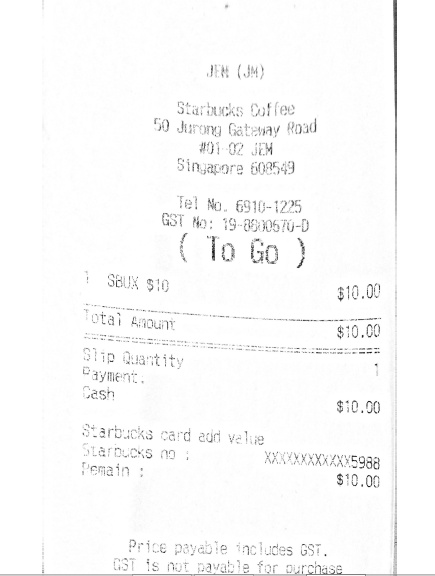 JEM (JM)
Starbucks Coffee
50 Jurong Gateway Road
#01-02 JEM
Singapore 608549
Tel No. 6910-1225
GST No: 19-8800670-D
( To Go )
1 SBUX $10 $10.00
Total Amount $10.00
Slip Quantity 1
Payment:
Cash $10.00
Starbucks card add value
Starbucks no : XXXXXXXXXXXX5988
Remain : $10.00
Price payable includes GST.
GST is not payable for purchase